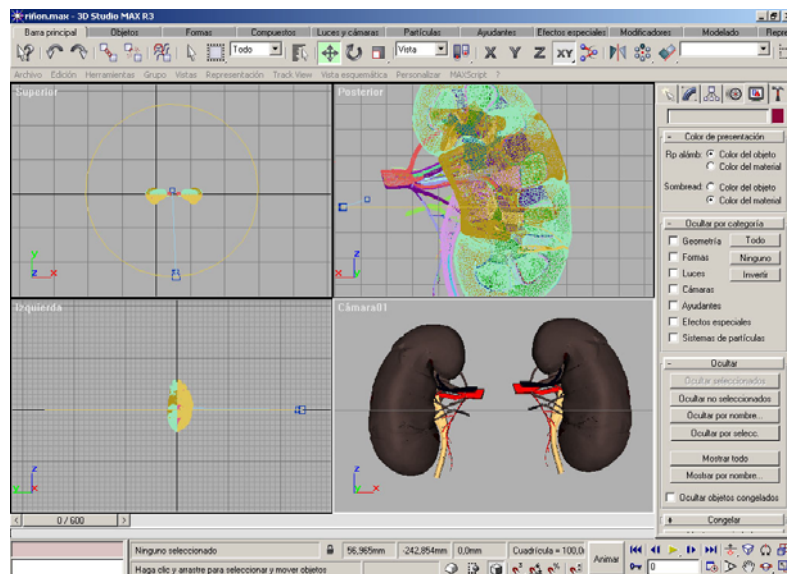 riñon.max - 3D Studio MAX R3
Barra principal Objetos Formas Compuestos Luces y cámaras Partículas Ayudantes Efectos especiales Modificadores Modelado
Todo Vista X Y Z XY
Archivo Edición Herramientas Grupo Vistas Representación Track View Vista esquemática Personalizar MAXScript ?
Superior
Posterior
Izquierda
Cámara01
Color de presentación
Rp alámb: Color del objeto
Color del material
Sombread: Color del objeto
Color del material
Ocultar por categoría
Geometría Todo
Formas Ninguno
Luces Invertir
Cámaras
Ayudantes
Efectos especiales
Sistemas de partículas
Ocultar
Ocultar seleccionados
Ocultar no seleccionados
Ocultar por nombre...
Ocultar por selecc.
Mostrar todo
Mostrar por nombre...
Ocultar objetos congelados
Congelar
0 / 600
Ninguno seleccionado 56,965mm -242,854mm 0,0mm Cuadrícula = 100,0
Animar
0
Haga clic y arrastre para seleccionar y mover objetos